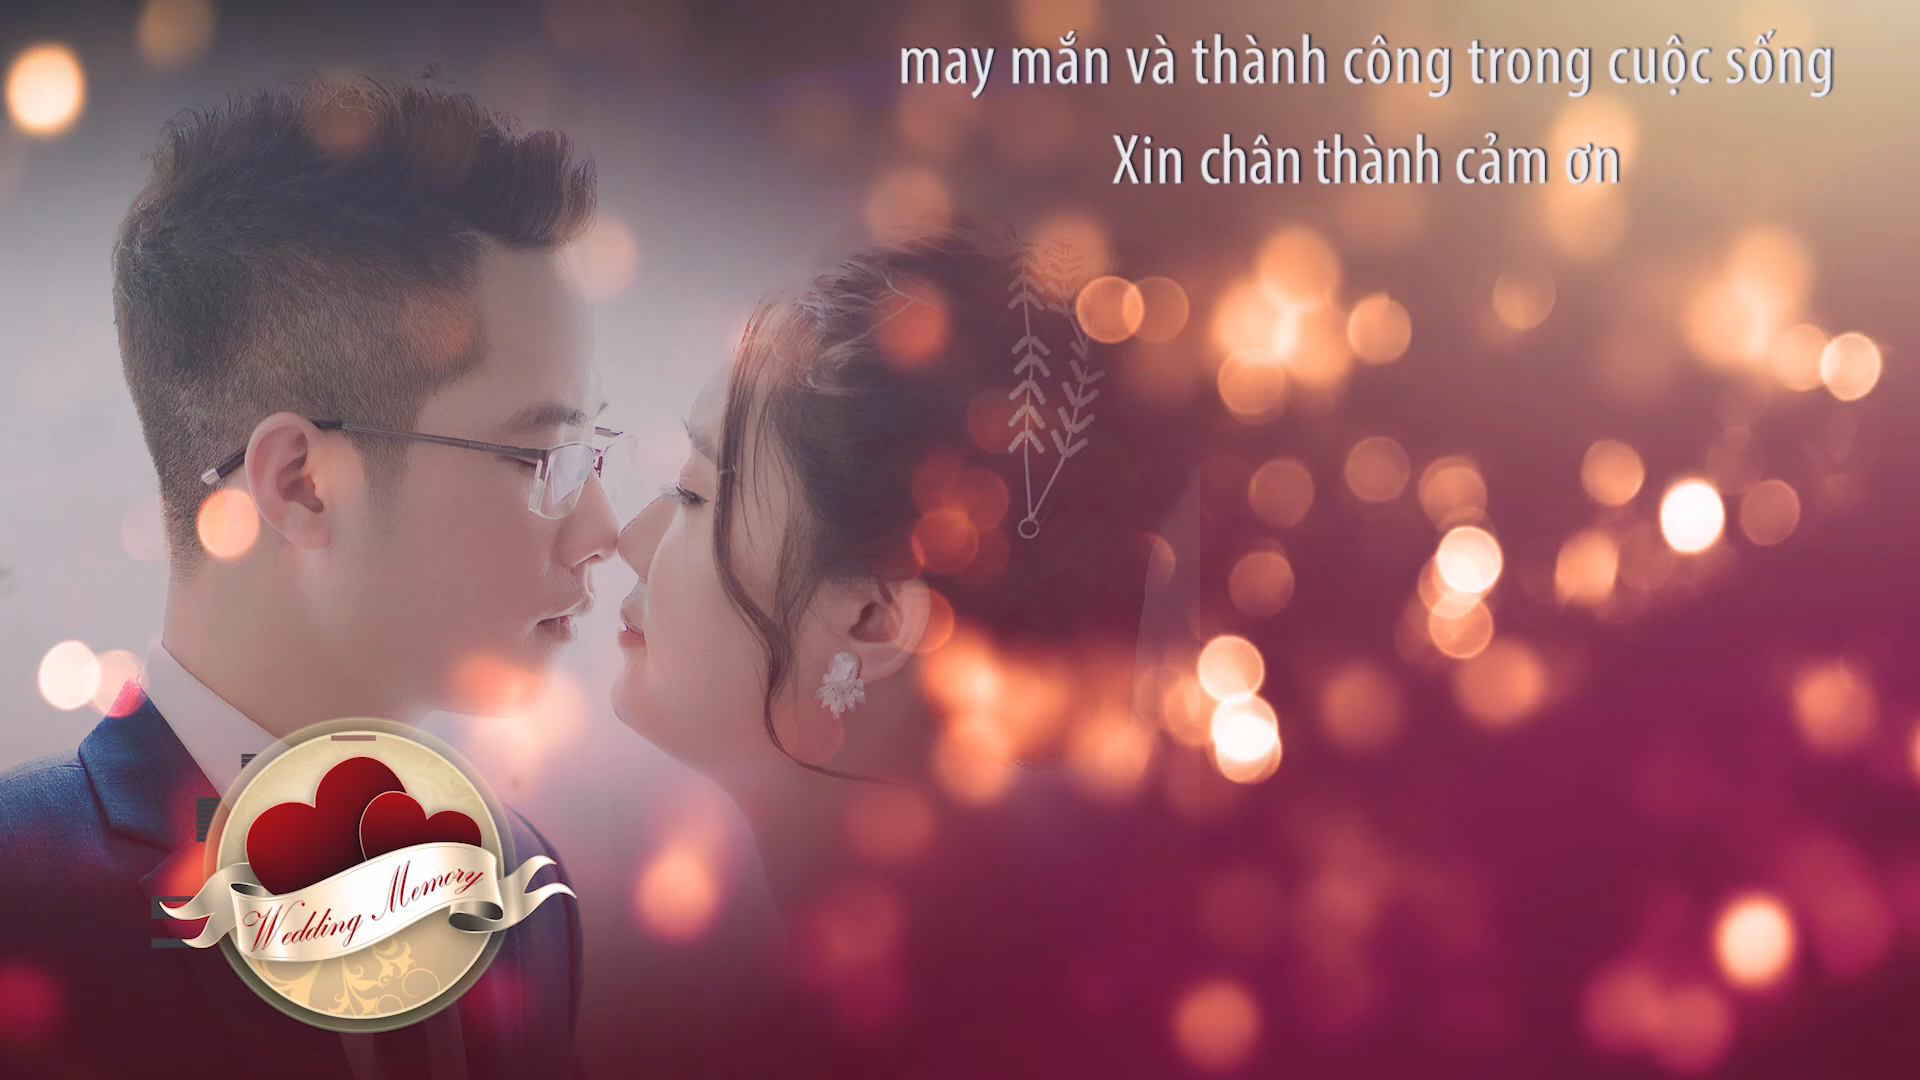 may mắn và thành công trong cuộc sống
Xin chân thành cảm ơn
Wedding Memory